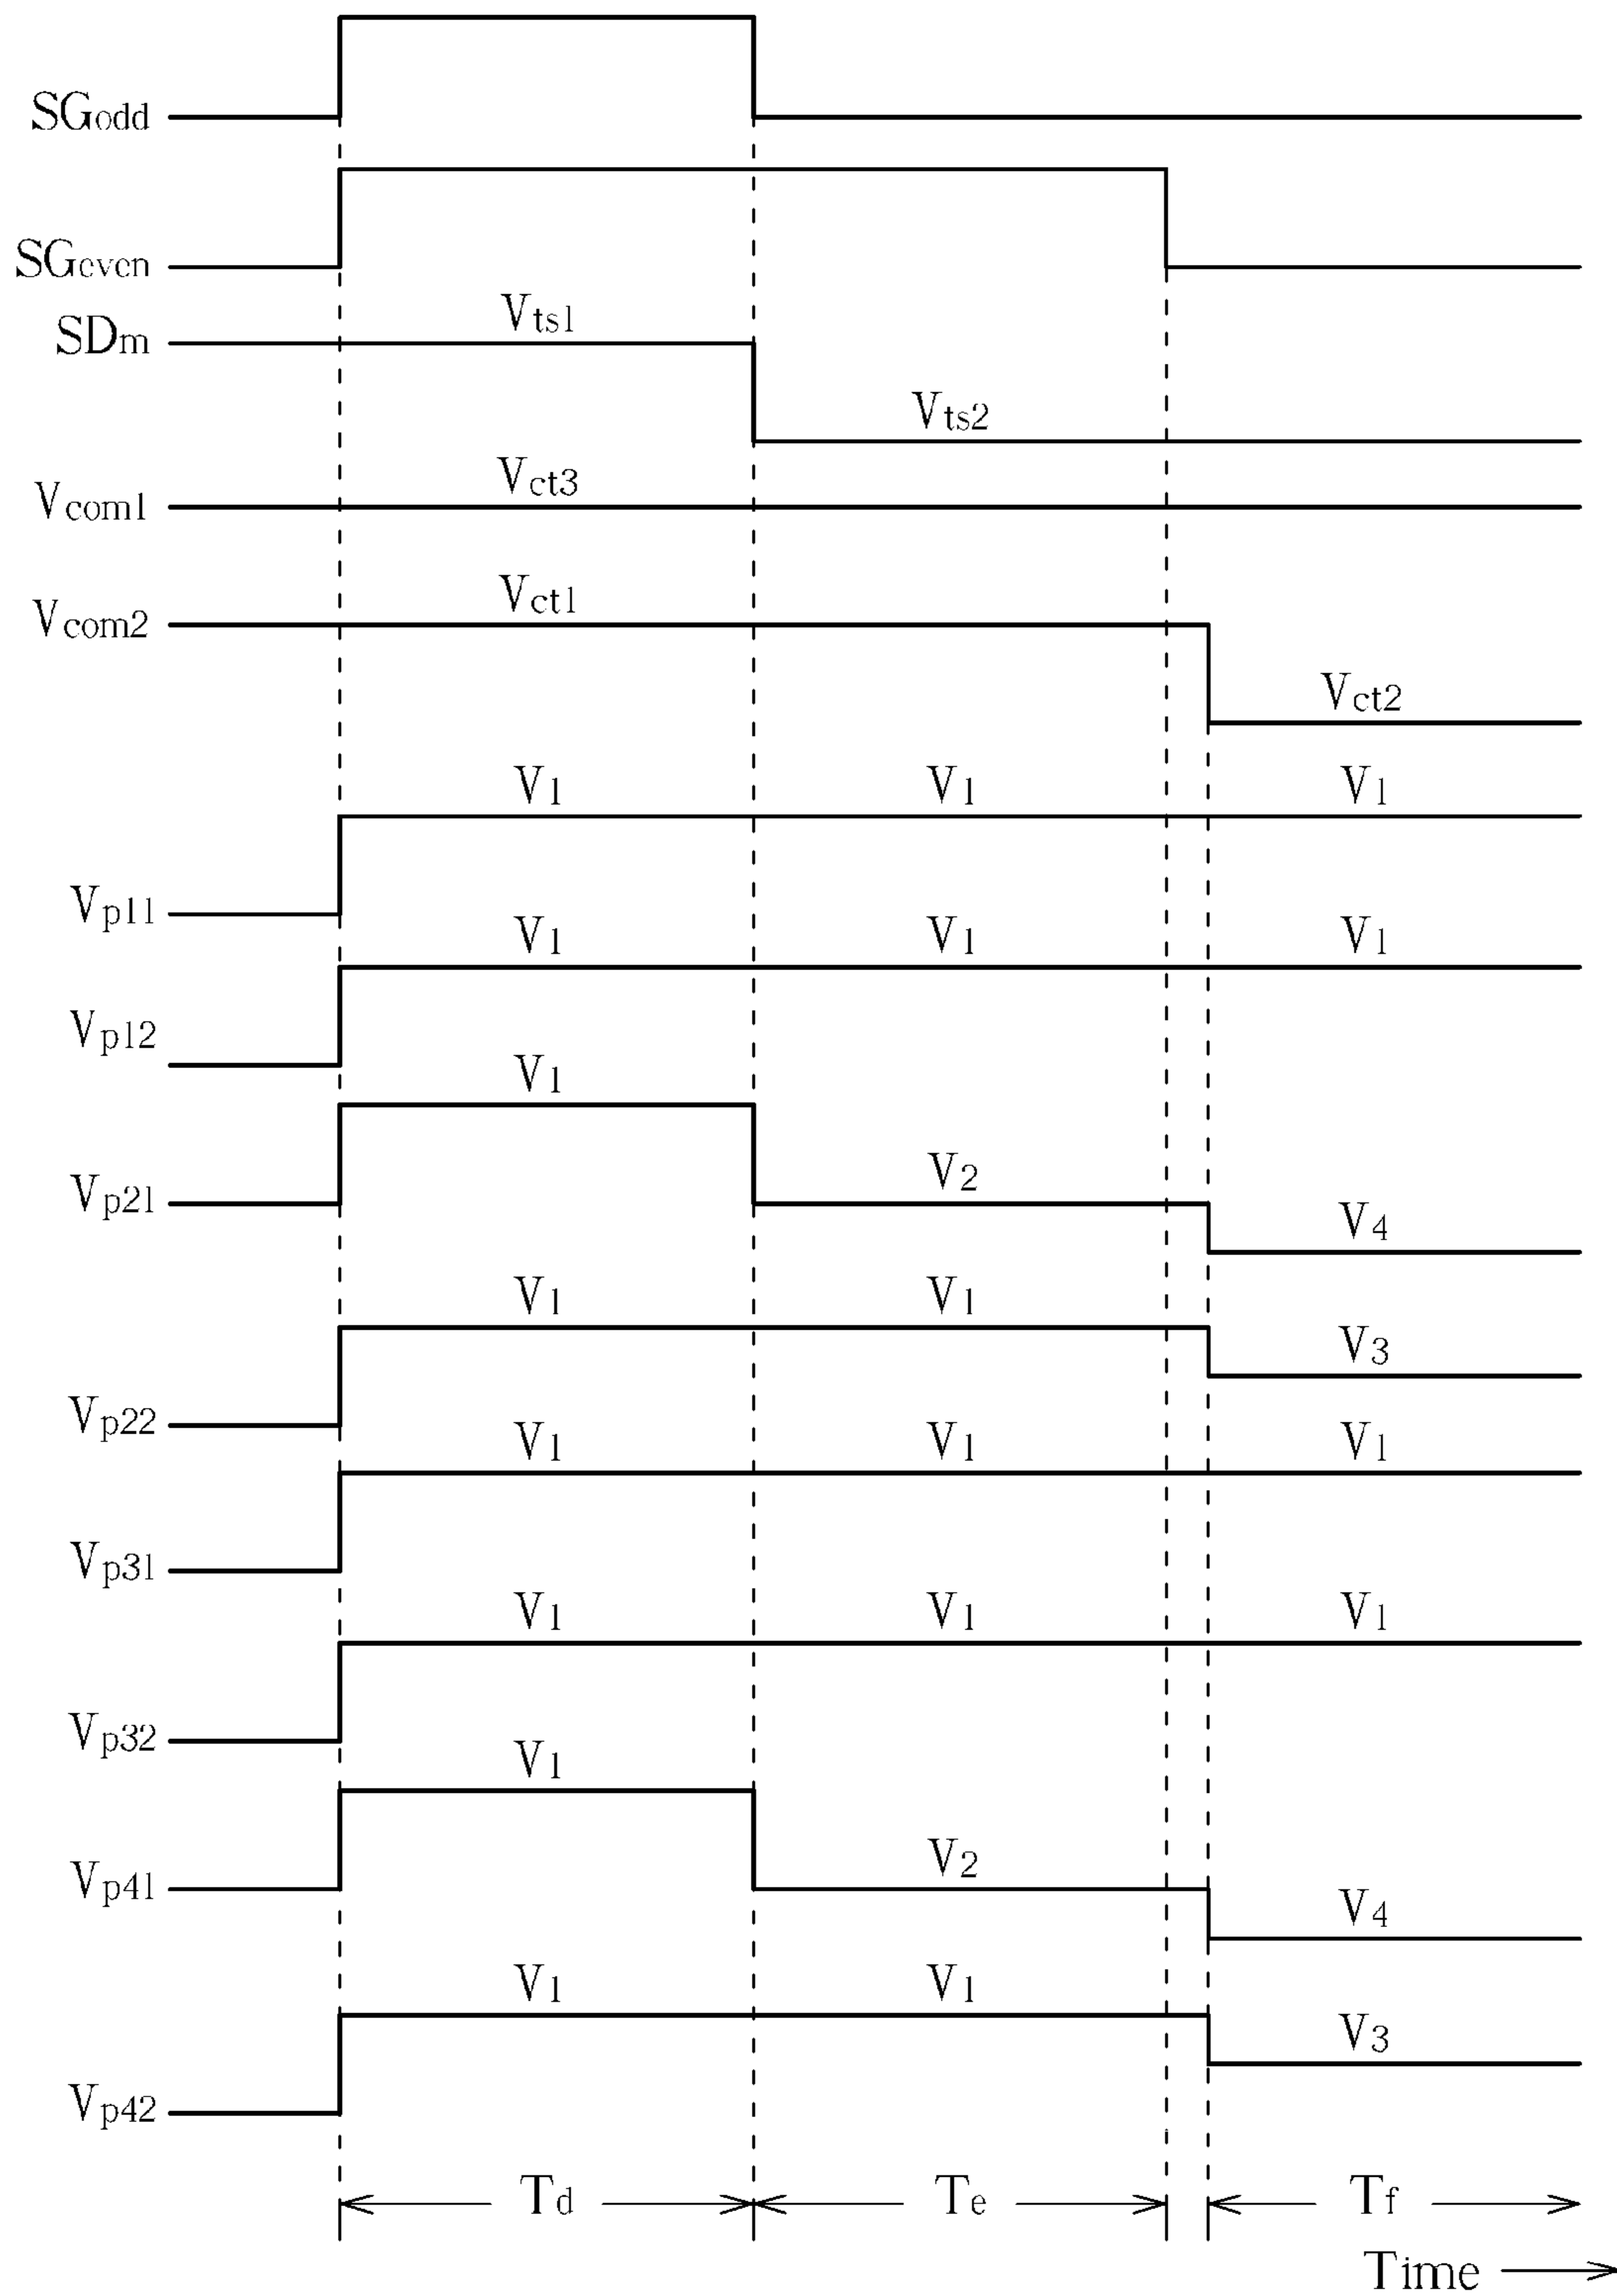 SGodd
SGeven
SDm Vts1
Vts2
Vcom1 Vct3
Vcom2 Vct1
Vct2
V1 V1 V1
Vp11
V1 V1 V1
Vp12
V1
Vp21 V2
V4
V1 V1
V3
Vp22
V1 V1 V1
Vp31
V1 V1 V1
Vp32
V1
Vp41 V2
V4
V1 V1
V3
Vp42
Td Te Tf
Time